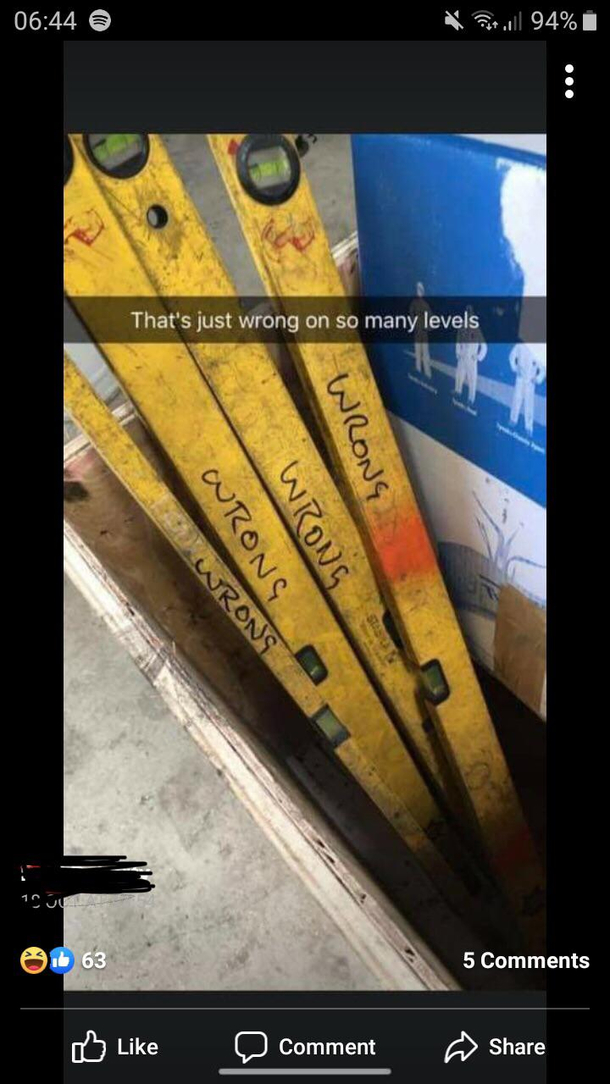 06:44
94%
That's just wrong on so many levels
WRONG
WRONG
WRONG
WRONG
63
5 Comments
Like
Comment
Share